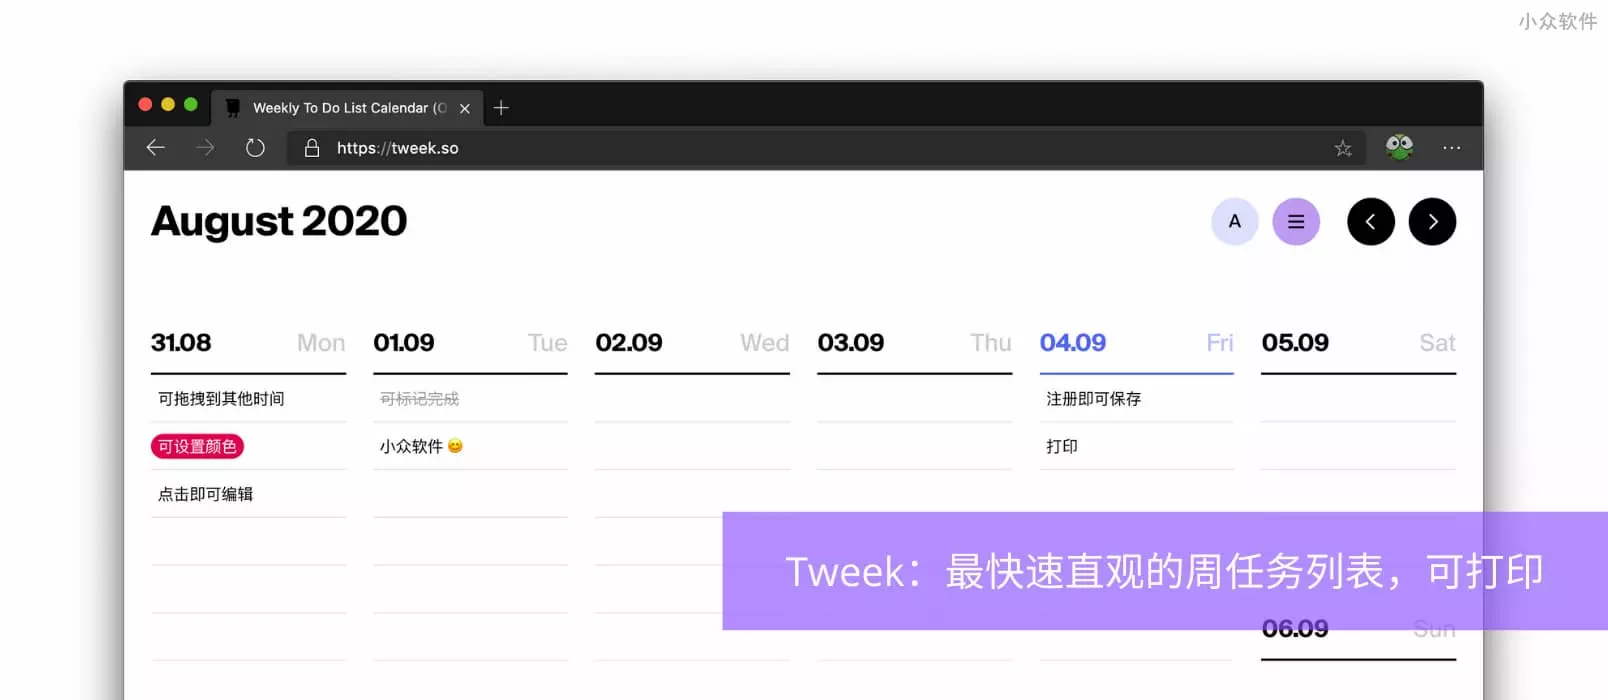 小众软件
Weekly To Do List Calendar (O
https://tweek.so
August 2020
A
31.08 Mon
01.09 Tue
02.09 Wed
03.09 Thu
04.09 Fri
05.09 Sat
可拖拽到其他时间
可标记完成
注册即可保存
可设置颜色
小众软件 😊
打印
点击即可编辑
Tweek：最快速直观的周任务列表，可打印
06.09 Sun